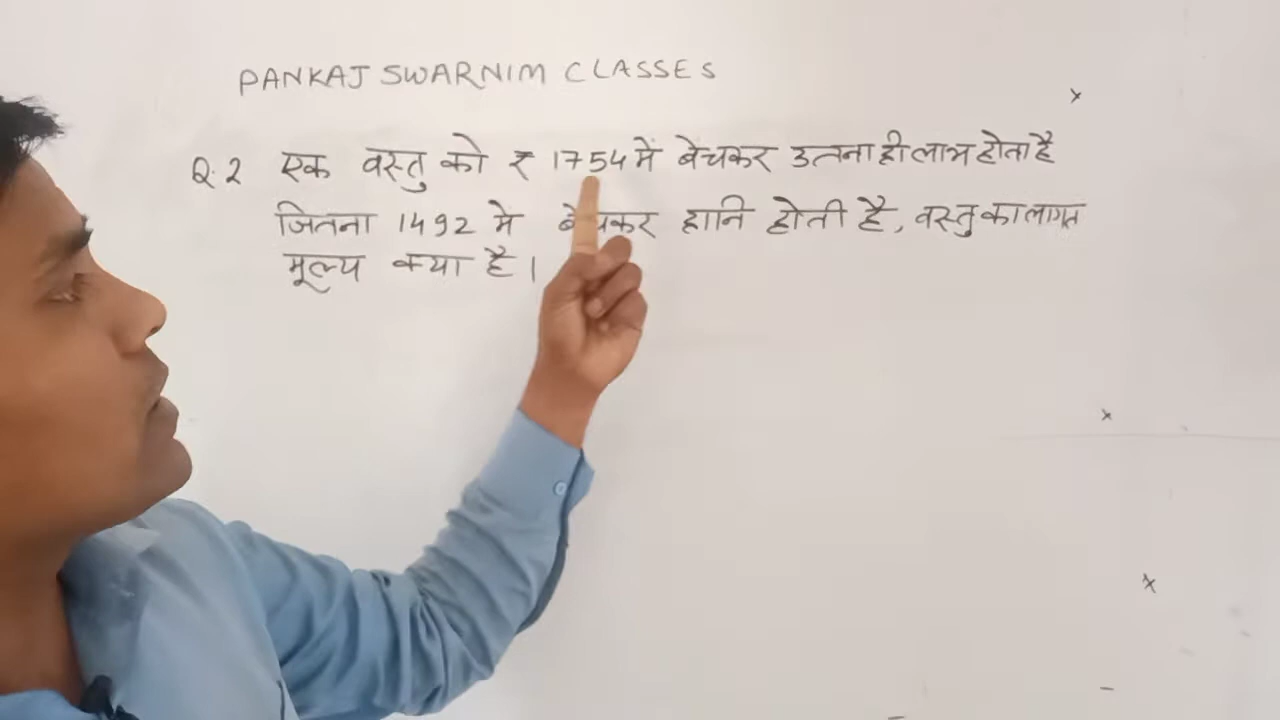 PANKAJ SWARNIM CLASSES
Q.2 एक वस्तु को ₹ 1754 में बेचकर उतना ही लाभ होता है
जितना 1492 मे बेचकर हानि होती है, वस्तु का लागत
मूल्य क्या है।